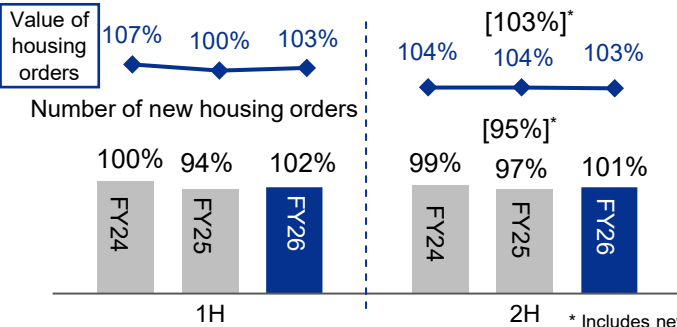 Value of
housing
orders
107%
100%
103%
[103%]*
104%
104%
103%
Number of new housing orders
[95%]*
100%
94%
102%
99%
97%
101%
FY24
FY25
FY26
FY24
FY25
FY26
1H
2H
* Includes